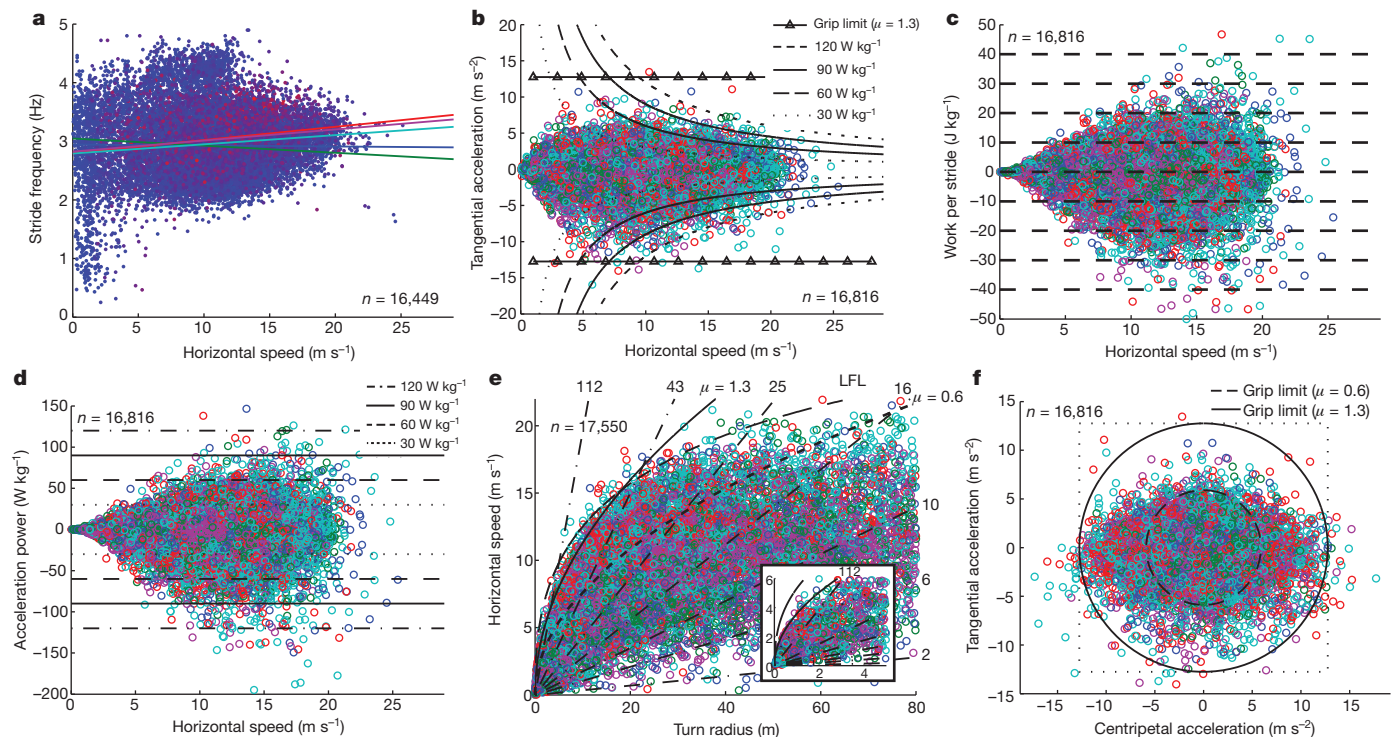 a
Stride frequency (Hz)
5
4
3
2
1
0
0
5
10
15
20
25
n = 16,449
Horizontal speed (m s⁻¹)
b
Tangential acceleration (m s⁻²)
20
15
10
5
0
−5
−10
−15
−20
0
5
10
15
20
25
Grip limit (μ = 1.3)
120 W kg⁻¹
90 W kg⁻¹
60 W kg⁻¹
30 W kg⁻¹
n = 16,816
Horizontal speed (m s⁻¹)
c
n = 16,816
Work per stride (J kg⁻¹)
50
40
30
20
10
0
−10
−20
−30
−40
−50
0
5
10
15
20
25
Horizontal speed (m s⁻¹)
d
120 W kg⁻¹
90 W kg⁻¹
60 W kg⁻¹
30 W kg⁻¹
n = 16,816
Acceleration power (W kg⁻¹)
150
100
50
0
−50
−100
−150
−200
0
5
10
15
20
25
Horizontal speed (m s⁻¹)
e
112
43
μ = 1.3
25
LFL
16
μ = 0.6
n = 17,550
10
6
2
Horizontal speed (m s⁻¹)
20
15
10
5
0
0
20
40
60
80
Turn radius (m)
112
6
4
2
0
0
2
4
f
n = 16,816
Grip limit (μ = 0.6)
Grip limit (μ = 1.3)
Tangential acceleration (m s⁻²)
15
10
5
0
−5
−10
−15
−15
−10
−5
0
5
10
15
Centripetal acceleration (m s⁻²)